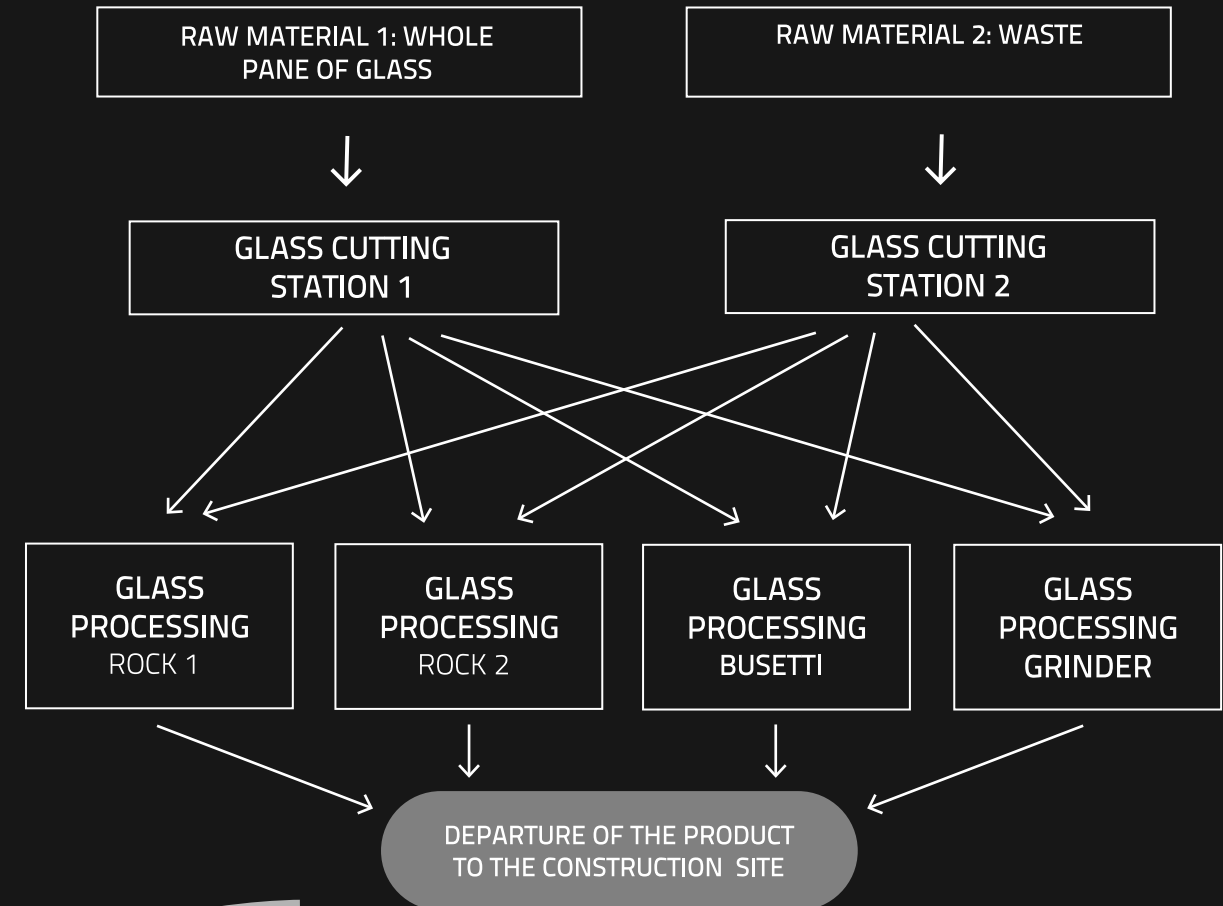 RAW MATERIAL 1: WHOLE
PANE OF GLASS
RAW MATERIAL 2: WASTE
GLASS CUTTING
STATION 1
GLASS CUTTING
STATION 2
GLASS
PROCESSING
ROCK 1
GLASS
PROCESSING
ROCK 2
GLASS
PROCESSING
BUSETTI
GLASS
PROCESSING
GRINDER
DEPARTURE OF THE PRODUCT
TO THE CONSTRUCTION SITE